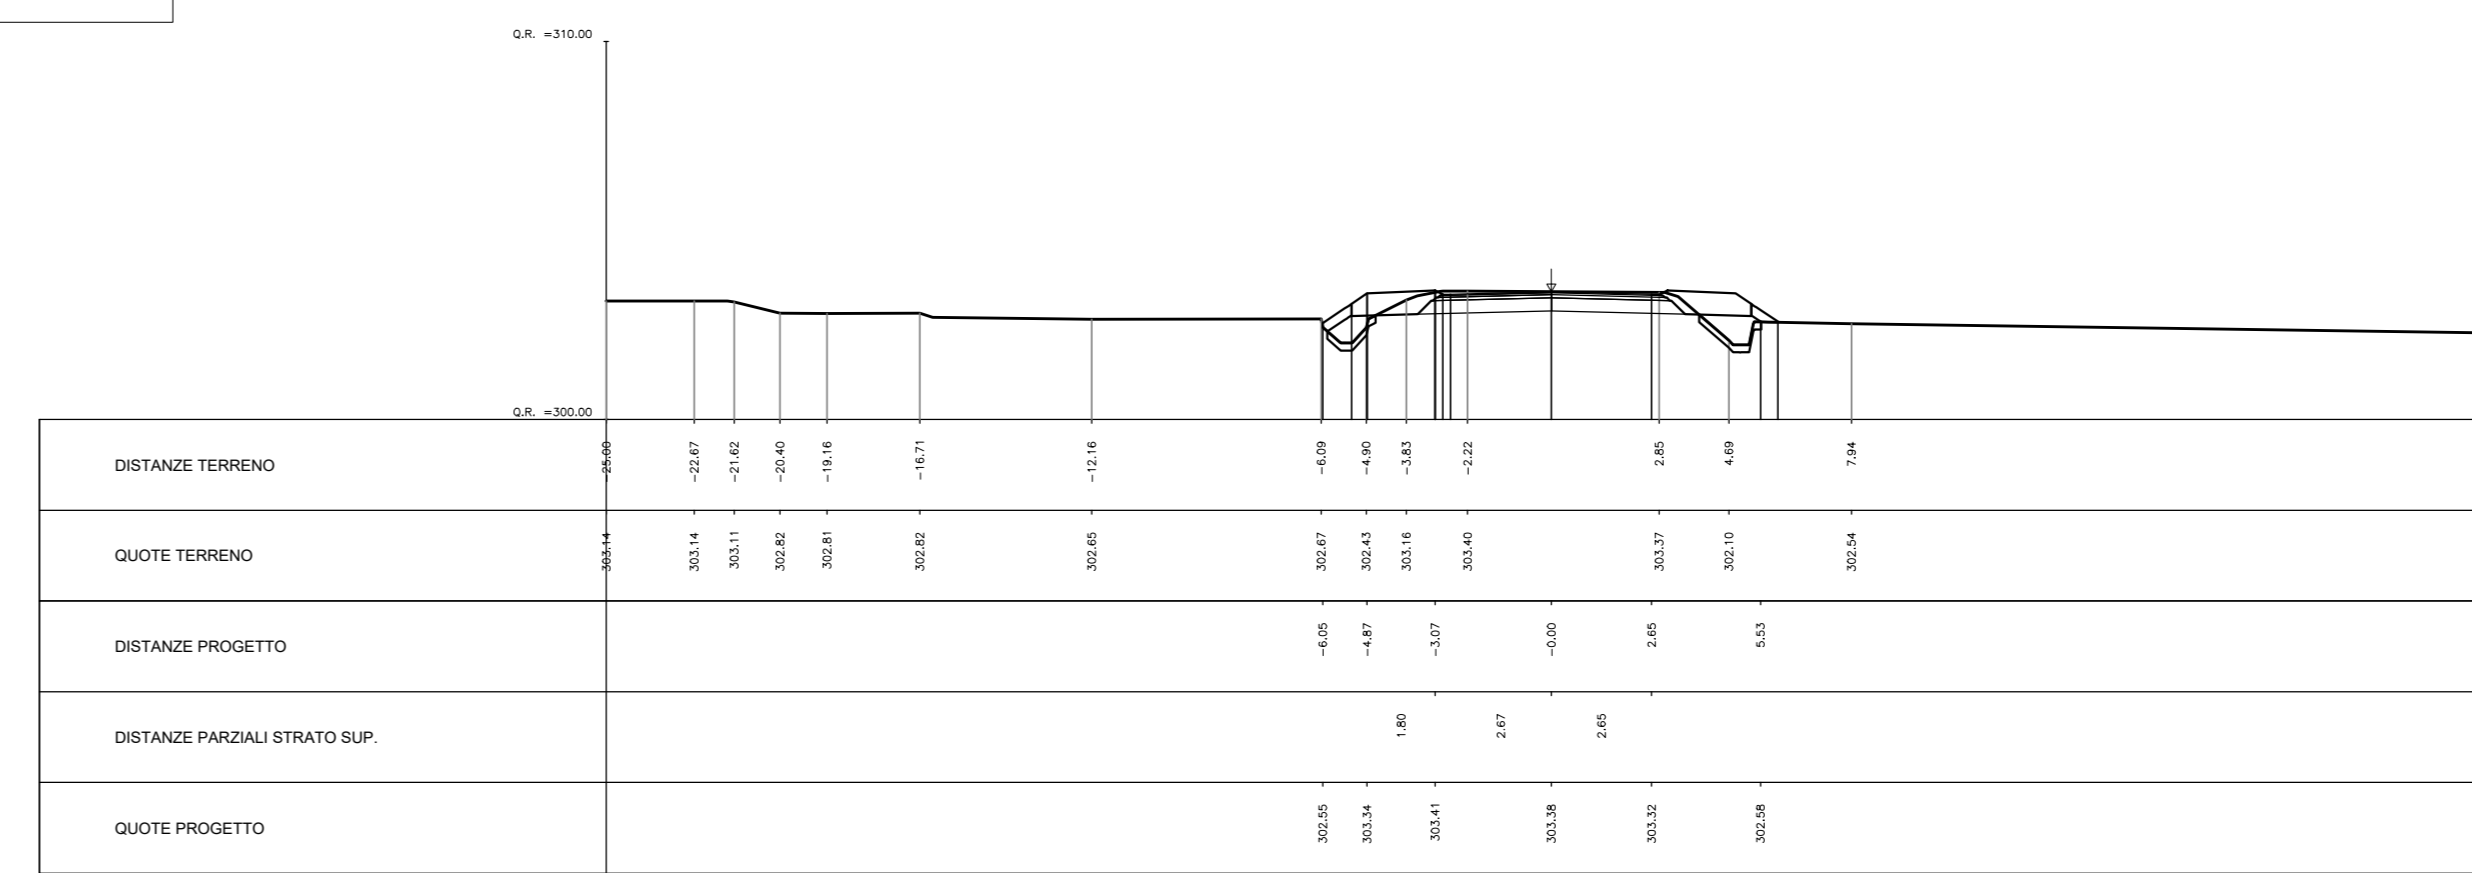 Q.R. =310.00
Q.R. =300.00
DISTANZE TERRENO
-25.00 -22.67 -21.62 -20.40 -19.16 -16.71 -12.16 -6.09 -4.90 -3.83 -2.22 2.85 4.69 7.94
QUOTE TERRENO
303.14 303.14 303.11 302.82 302.81 302.82 302.65 302.67 302.43 303.16 303.40 303.37 302.10 302.54
DISTANZE PROGETTO
-6.05 -4.87 -3.07 -0.00 2.65 5.53
DISTANZE PARZIALI STRATO SUP.
1.80 2.67 2.65
QUOTE PROGETTO
302.55 303.34 303.41 303.38 303.32 302.58